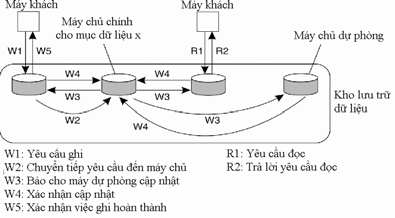 Máy khách
Máy khách
Máy chủ chính
cho mục dữ liệu x
Máy chủ dự phòng
W1
W5
R1
R2
W4
W4
W3
W3
W2
W3
W4
Kho lưu trữ
dữ liệu
W1: Yêu cầu ghi
W2: Chuyển tiếp yêu cầu đến máy chủ
W3: Báo cho máy dự phòng cập nhật
W4: Xác nhận cập nhật
W5: Xác nhận việc ghi hoàn thành
R1: Yêu cầu đọc
R2: Trả lời yêu cầu đọc